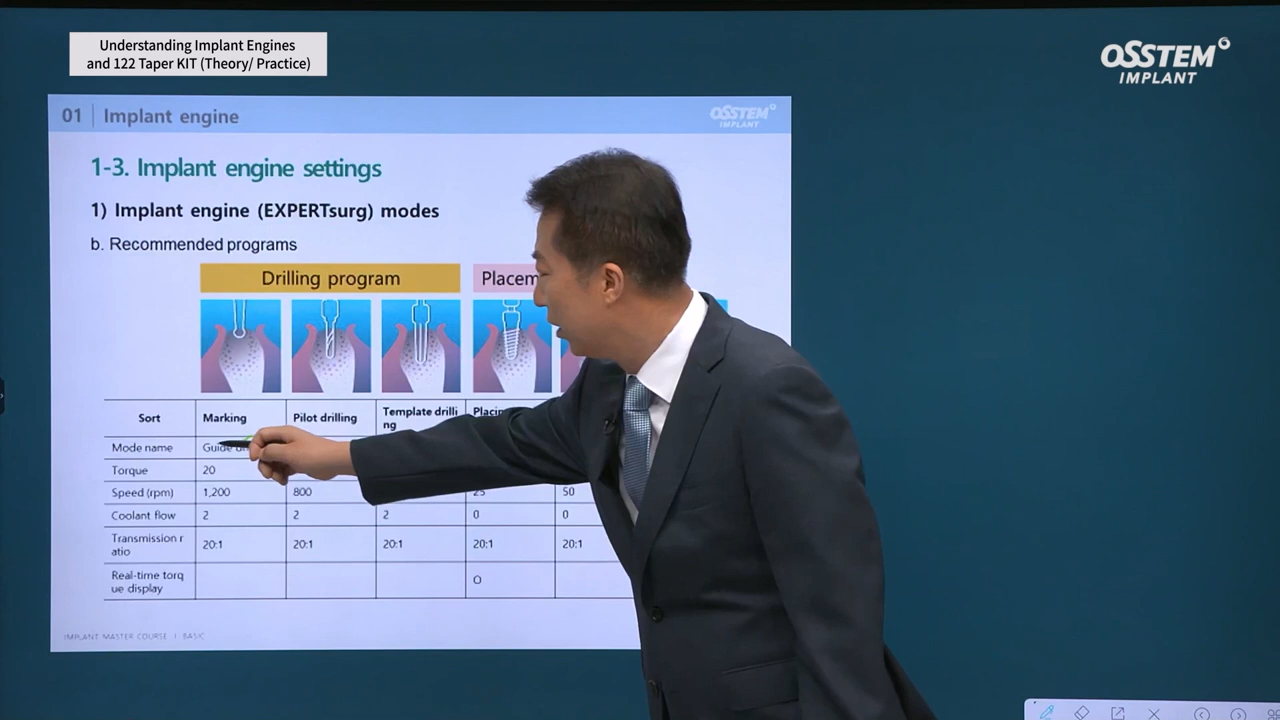 Understanding Implant Engines
and 122 Taper KIT (Theory/ Practice)
OSSTEM
IMPLANT
01 | Implant engine
OSSTEM
IMPLANT
1-3. Implant engine settings
1) Implant engine (EXPERTsurg) modes
b. Recommended programs
Drilling program
Sort Marking Pilot drilling Template drilli
ng
Mode name
Torque 20
Speed (rpm) 1,200 800 25 50
Coolant flow 2 2 2 0 0
Transmission r
atio 20:1 20:1 20:1 20:1 20:1
Real-time torq
ue display O
IMPLANT MASTER COURSE | BASIC